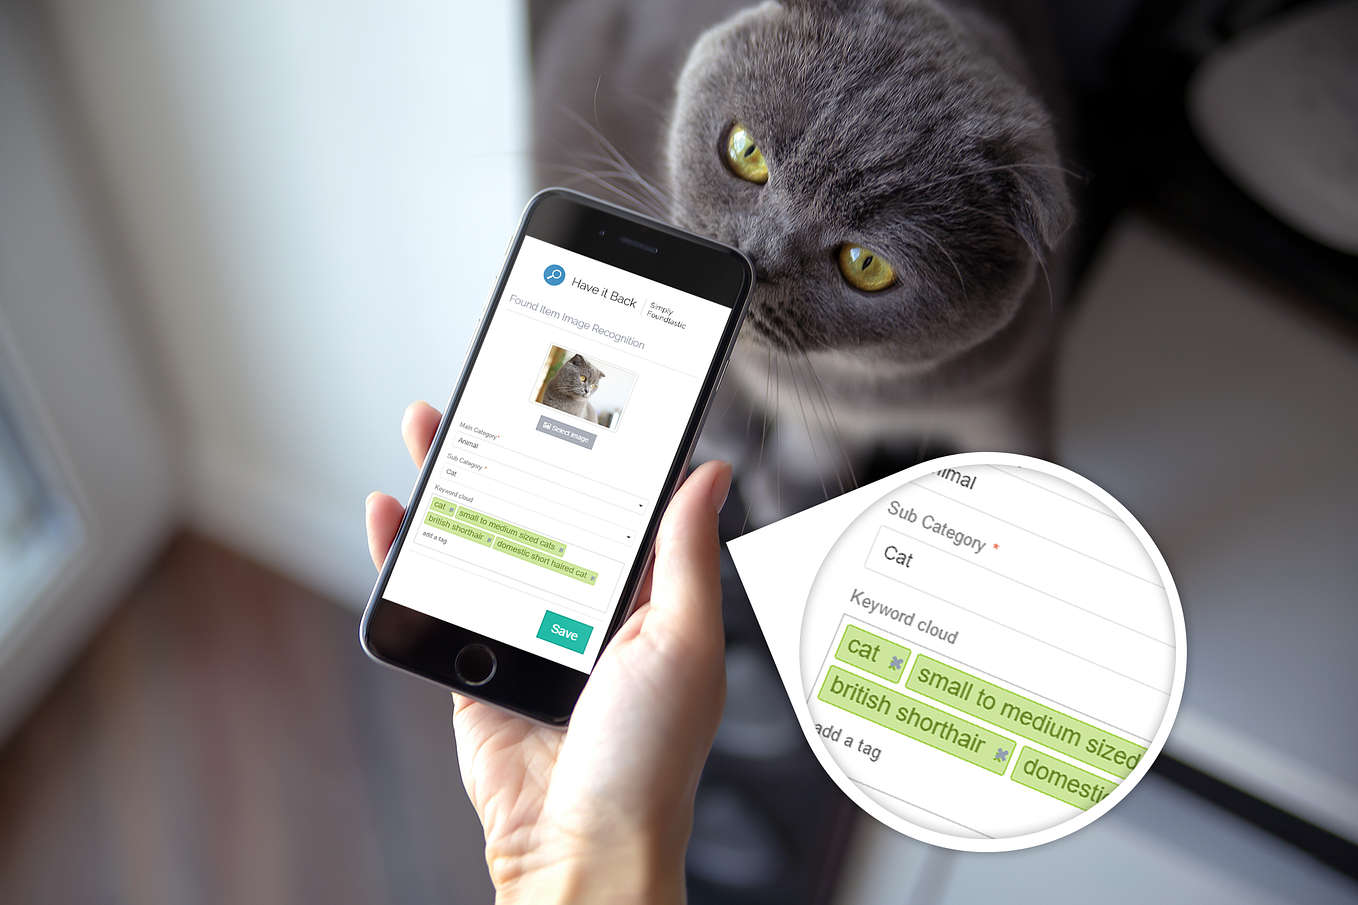 Have it Back
Simply
Foundtastic
Found Item Image Recognition
Select image
Main Category*
Animal
Sub Category *
Cat
Keyword cloud
cat x small to medium sized cats x
british shorthair x domestic short haired cat x
add a tag
Save
nimal
Sub Category *
Cat
Keyword cloud
cat x small to medium sized
british shorthair x domestic
add a tag